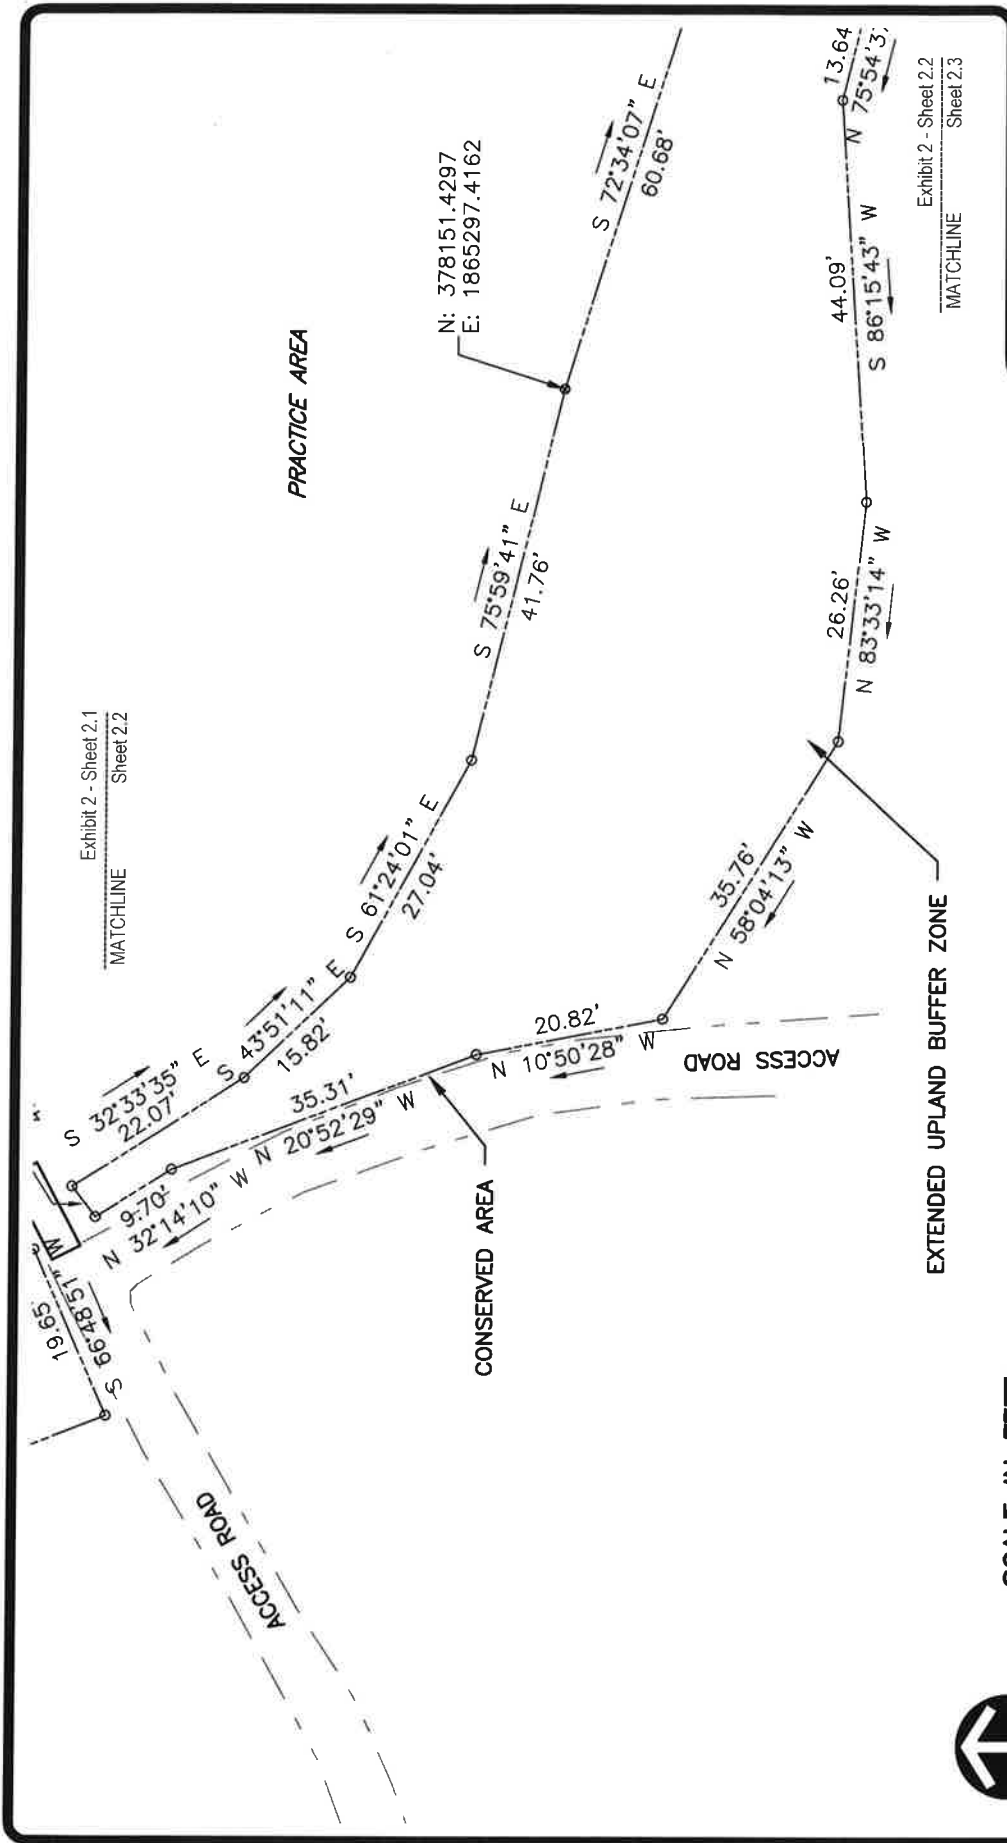 Exhibit 2 - Sheet 2.1
MATCHLINE Sheet 2.2
S 32°33'35" E
22.07'
S 43°51'11" E
15.82'
S 61°24'01" E
27.04'
S 75°59'41" E
41.76'
N: 378151.4297
E: 1865297.4162
S 72°34'07" E
60.68'
PRACTICE AREA
19.65'
S 66°48'51" W
9.70'
N 32°14'10" W
35.31'
N 20°52'29" W
20.82'
N 10°50'28" W
35.76'
N 58°04'13" W
26.26'
N 83°33'14" W
44.09'
S 86°15'43" W
13.64
N 75°54'3
ACCESS ROAD
ACCESS ROAD
CONSERVED AREA
EXTENDED UPLAND BUFFER ZONE
Exhibit 2 - Sheet 2.2
MATCHLINE Sheet 2.3